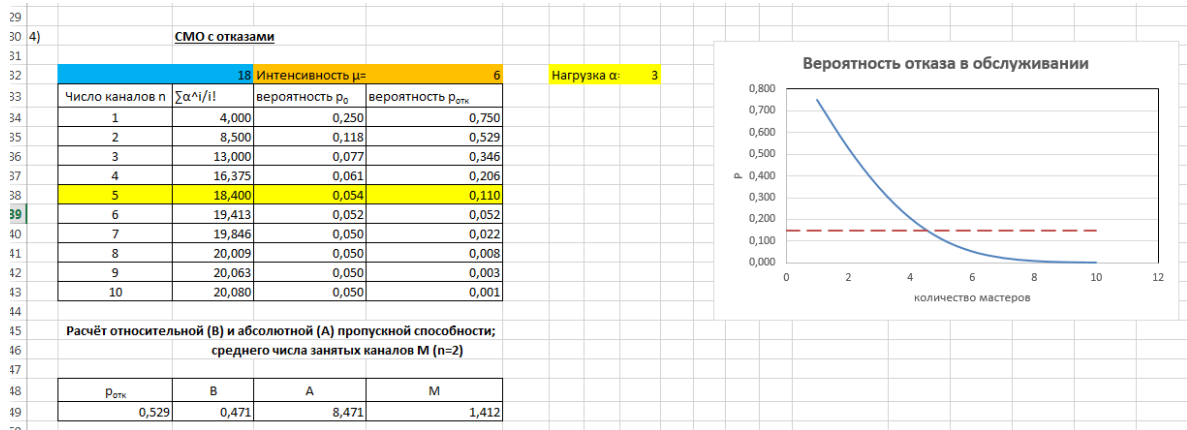 29
30 4) СМО с отказами
31
32 18 Интенсивность μ= 6 Нагрузка α: 3
33 Число каналов n ∑α^i/i! вероятность p₀ вероятность pотк
34 1 4,000 0,250 0,750
35 2 8,500 0,118 0,529
36 3 13,000 0,077 0,346
37 4 16,375 0,061 0,206
38 5 18,400 0,054 0,110
39 6 19,413 0,052 0,052
40 7 19,846 0,050 0,022
41 8 20,009 0,050 0,008
42 9 20,063 0,050 0,003
43 10 20,080 0,050 0,001
44
45 Расчёт относительной (В) и абсолютной (А) пропускной способности;
46 среднего числа занятых каналов М (n=2)
47
48 pотк В А М
49 0,529 0,471 8,471 1,412
Вероятность отказа в обслуживании
0,800
0,700
0,600
0,500
0,400
0,300
0,200
0,100
0,000
P
0 2 4 6 8 10 12
количество мастеров